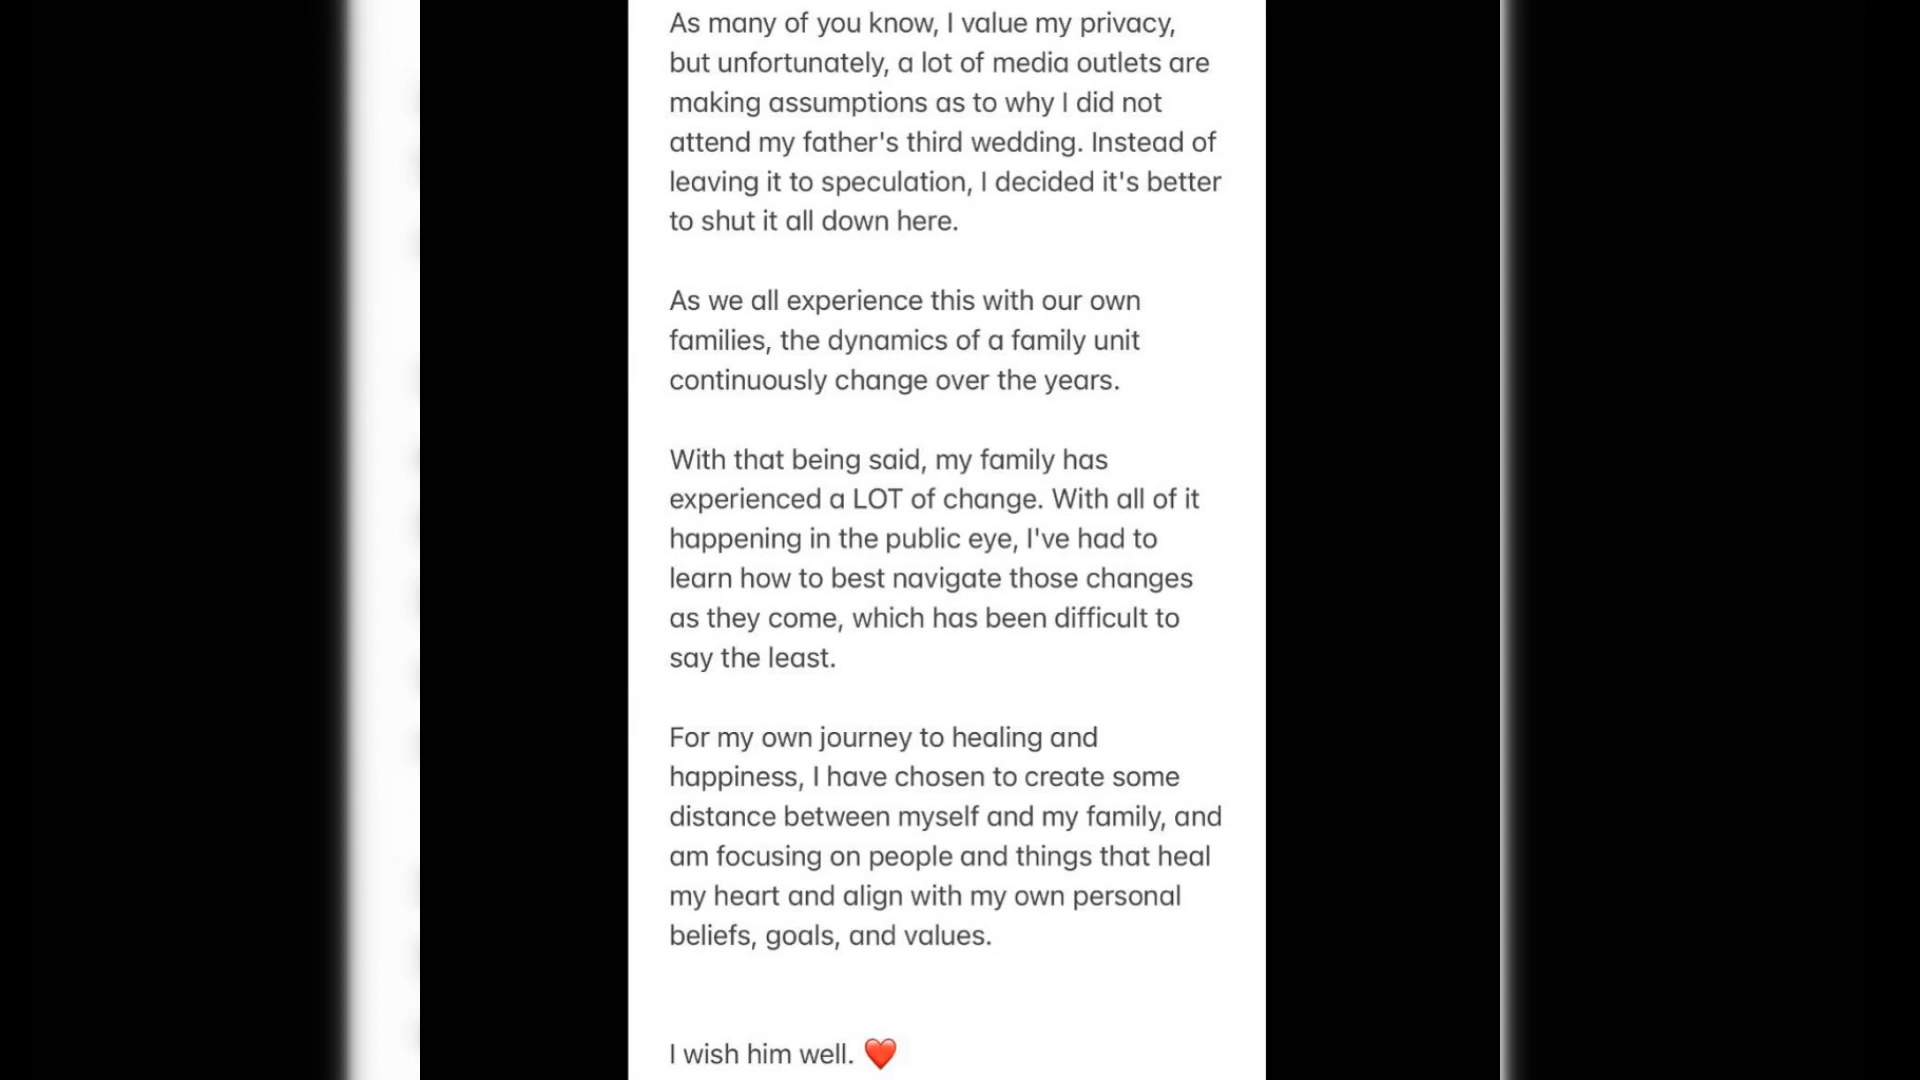 As many of you know, I value my privacy,
but unfortunately, a lot of media outlets are
making assumptions as to why I did not
attend my father's third wedding. Instead of
leaving it to speculation, I decided it's better
to shut it all down here.
As we all experience this with our own
families, the dynamics of a family unit
continuously change over the years.
With that being said, my family has
experienced a LOT of change. With all of it
happening in the public eye, I've had to
learn how to best navigate those changes
as they come, which has been difficult to
say the least.
For my own journey to healing and
happiness, I have chosen to create some
distance between myself and my family, and
am focusing on people and things that heal
my heart and align with my own personal
beliefs, goals, and values.
I wish him well. ❤️